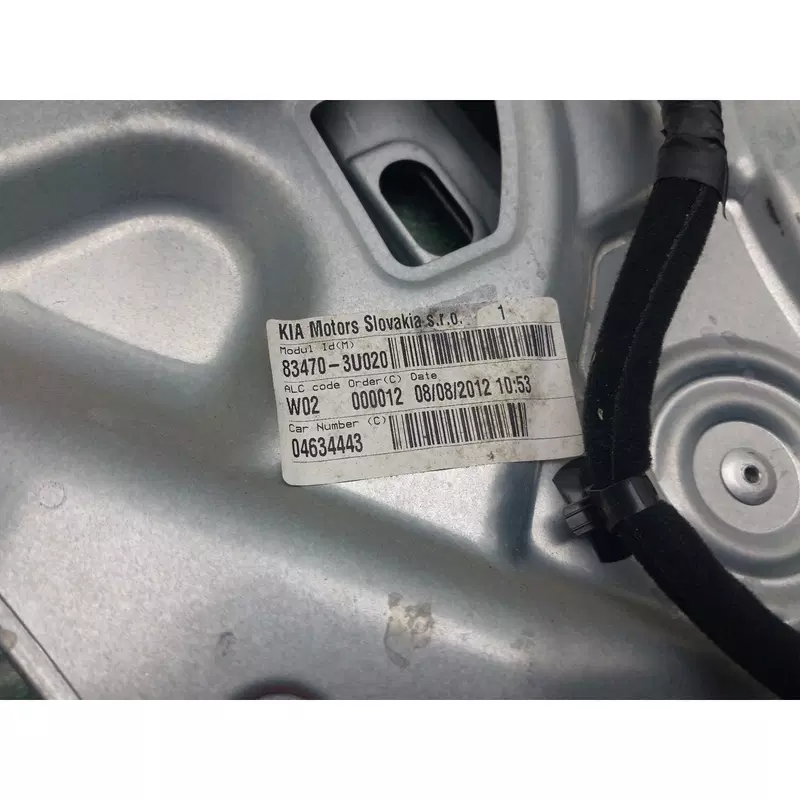 KIA Motors Slovakia s.r.o. 1
Modul Id(M)
83470-3U020
ALC code Order(C) Date
W02 000012 08/08/2012 10:53
Car Number (C)
04634443